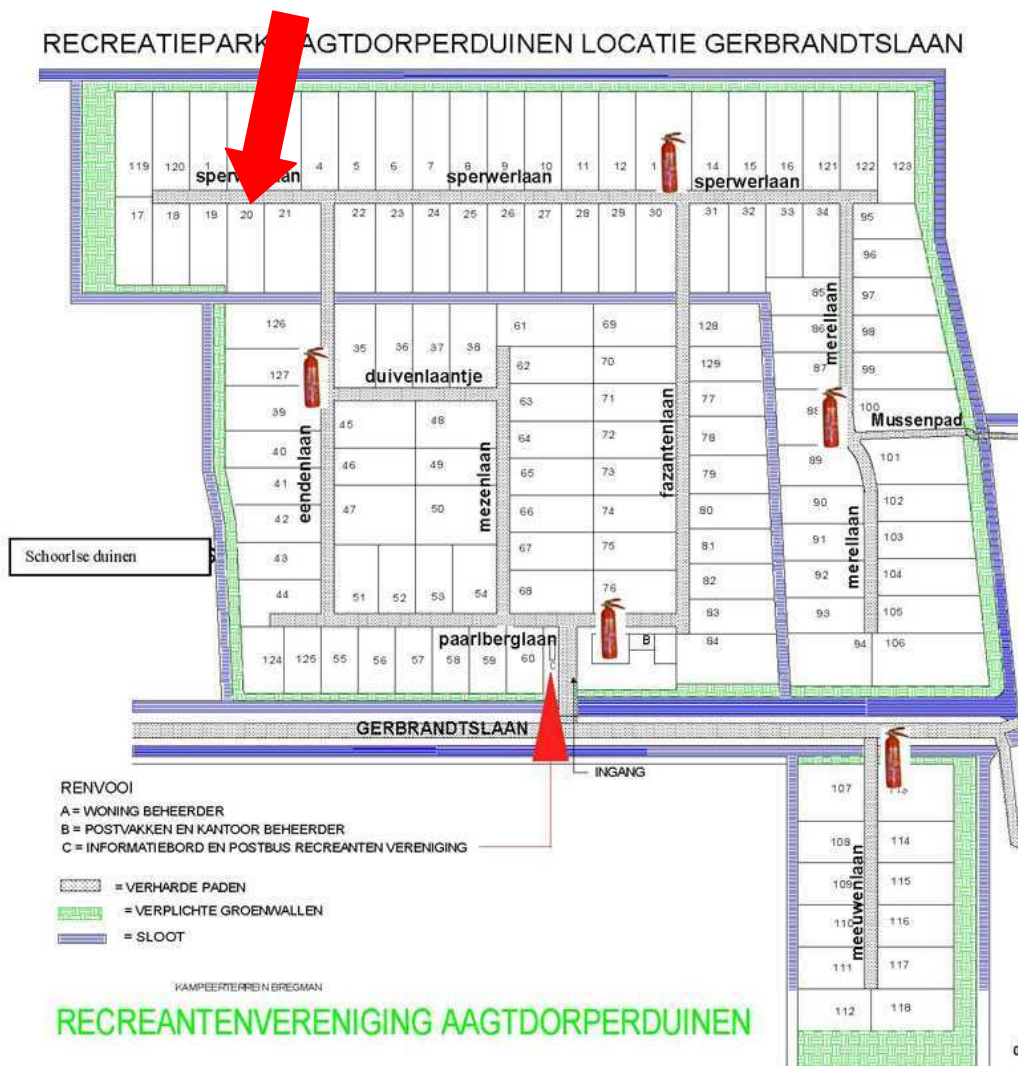 RECREATIEPARK AAGTDORPERDUINEN LOCATIE GERBRANDTSLAAN
119 120 1 4 5 6 7 8 9 10 11 12 1 14 15 16 121 122 123
sperwerlaan sperwerlaan sperwerlaan
17 18 19 20 21 22 23 24 25 26 27 28 29 30 31 32 33 34 95
96
85 97
126 61 69 128 86 98
35 36 37 38
127 62 70 129 87 99
duivenlaantje
merellaan
39 63 71 77 88 100
Mussenpad
45 48
40 64 72 78 89 101
46 49
41 65 73 79 90 102
eendenlaan mezenlaan fazantenlaan
42 47 50 66 74 80 91 103
Schoorlse duinen
S
43 67 75 81 92 104
merellaan
44 51 52 53 54 68 76 82 93 105
83
paarlberglaan
B
84 94 106
124 125 55 56 57 58 59 60 C
GERBRANDTSLAAN
INGANG
RENVOOI
A = WONING BEHEERDER
B = POSTVAKKEN EN KANTOOR BEHEERDER
C = INFORMATIEBORD EN POSTBUS RECREANTEN VERENIGING
= VERHARDE PADEN
= VERPLICHTE GROENWALLEN
= SLOOT
107 113
108 114
109 115
meeuwenlaan
110 116
111 117
112 118
KAMPEERTERREIN BREGMAN
RECREANTENVERENIGING AAGTDORPERDUINEN